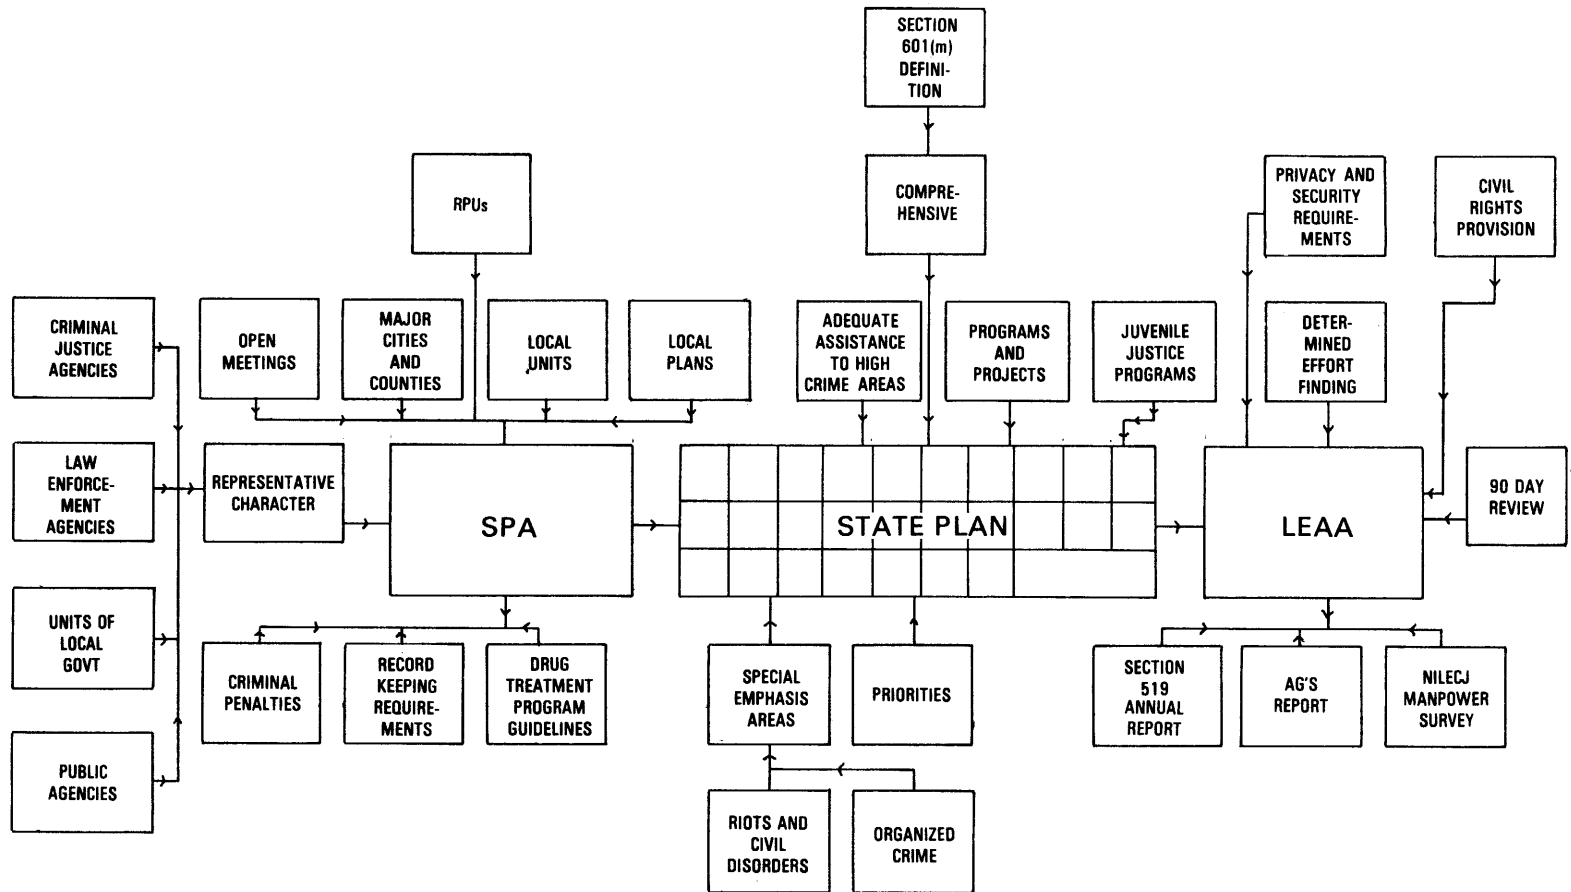 SECTION
601(m)
DEFINI-
TION
RPUs
COMPRE-
HENSIVE
PRIVACY AND
SECURITY
REQUIRE-
MENTS
CIVIL
RIGHTS
PROVISION
CRIMINAL
JUSTICE
AGENCIES
OPEN
MEETINGS
MAJOR
CITIES
AND
COUNTIES
LOCAL
UNITS
LOCAL
PLANS
ADEQUATE
ASSISTANCE
TO HIGH
CRIME AREAS
PROGRAMS
AND
PROJECTS
JUVENILE
JUSTICE
PROGRAMS
DETER-
MINED
EFFORT
FINDING
LAW
ENFORCE-
MENT
AGENCIES
REPRESENTATIVE
CHARACTER
SPA
STATE PLAN
LEAA
90 DAY
REVIEW
UNITS OF
LOCAL
GOVT
CRIMINAL
PENALTIES
RECORD
KEEPING
REQUIRE-
MENTS
DRUG
TREATMENT
PROGRAM
GUIDELINES
SPECIAL
EMPHASIS
AREAS
PRIORITIES
SECTION
519
ANNUAL
REPORT
AG'S
REPORT
NILECJ
MANPOWER
SURVEY
PUBLIC
AGENCIES
RIOTS AND
CIVIL
DISORDERS
ORGANIZED
CRIME